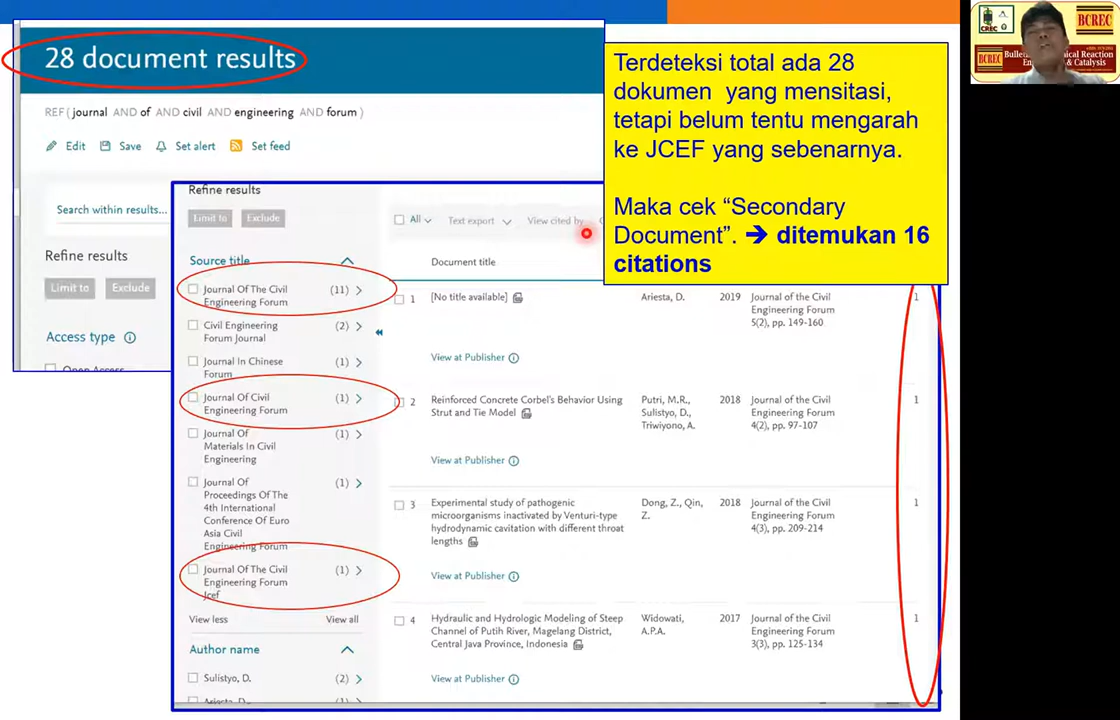 28 document results
REF ( journal AND of AND civil AND engineering AND forum )
Edit Save Set alert Set feed
Search within results...
Refine results
Limit to Exclude
Access type
Terdeteksi total ada 28
dokumen yang mensitasi,
tetapi belum tentu mengarah
ke JCEF yang sebenarnya.
Maka cek “Secondary
Document”. ➔ ditemukan 16
citations
Refine results
Limit to Exclude
Source title
Journal Of The Civil (11)
Engineering Forum
Civil Engineering (2)
Forum Journal
Journal In Chinese (1)
Forum
Journal Of Civil (1)
Engineering Forum
Journal Of (1)
Materials In Civil
Engineering
Journal Of (1)
Proceedings Of The
4th International
Conference Of Euro
Asia Civil
Engineering Forum
Journal Of The Civil (1)
Engineering Forum
Jcef
View less View all
Author name
Sulistyo, D. (2)
All Text export View cited by
Document title
1 [No title available] Ariesta, D. 2019 Journal of the Civil 1
Engineering Forum
5(2), pp. 149-160
View at Publisher
2 Reinforced Concrete Corbel's Behavior Using Putri, M.R., 2018 Journal of the Civil 1
Strut and Tie Model Sulistyo, D., Engineering Forum
Triwiyono, A. 4(2), pp. 97-107
View at Publisher
3 Experimental study of pathogenic Dong, Z., Qin, 2018 Journal of the Civil 1
microorganisms inactivated by Venturi-type Z. Engineering Forum
hydrodynamic cavitation with different throat 4(3), pp. 209-214
lengths
View at Publisher
4 Hydraulic and Hydrologic Modeling of Steep Widowati, 2017 Journal of the Civil 1
Channel of Putih River, Magelang District, A.P.A. Engineering Forum
Central Java Province, Indonesia 3(3), pp. 125-134
View at Publisher
CREC
BCREC
BCREC